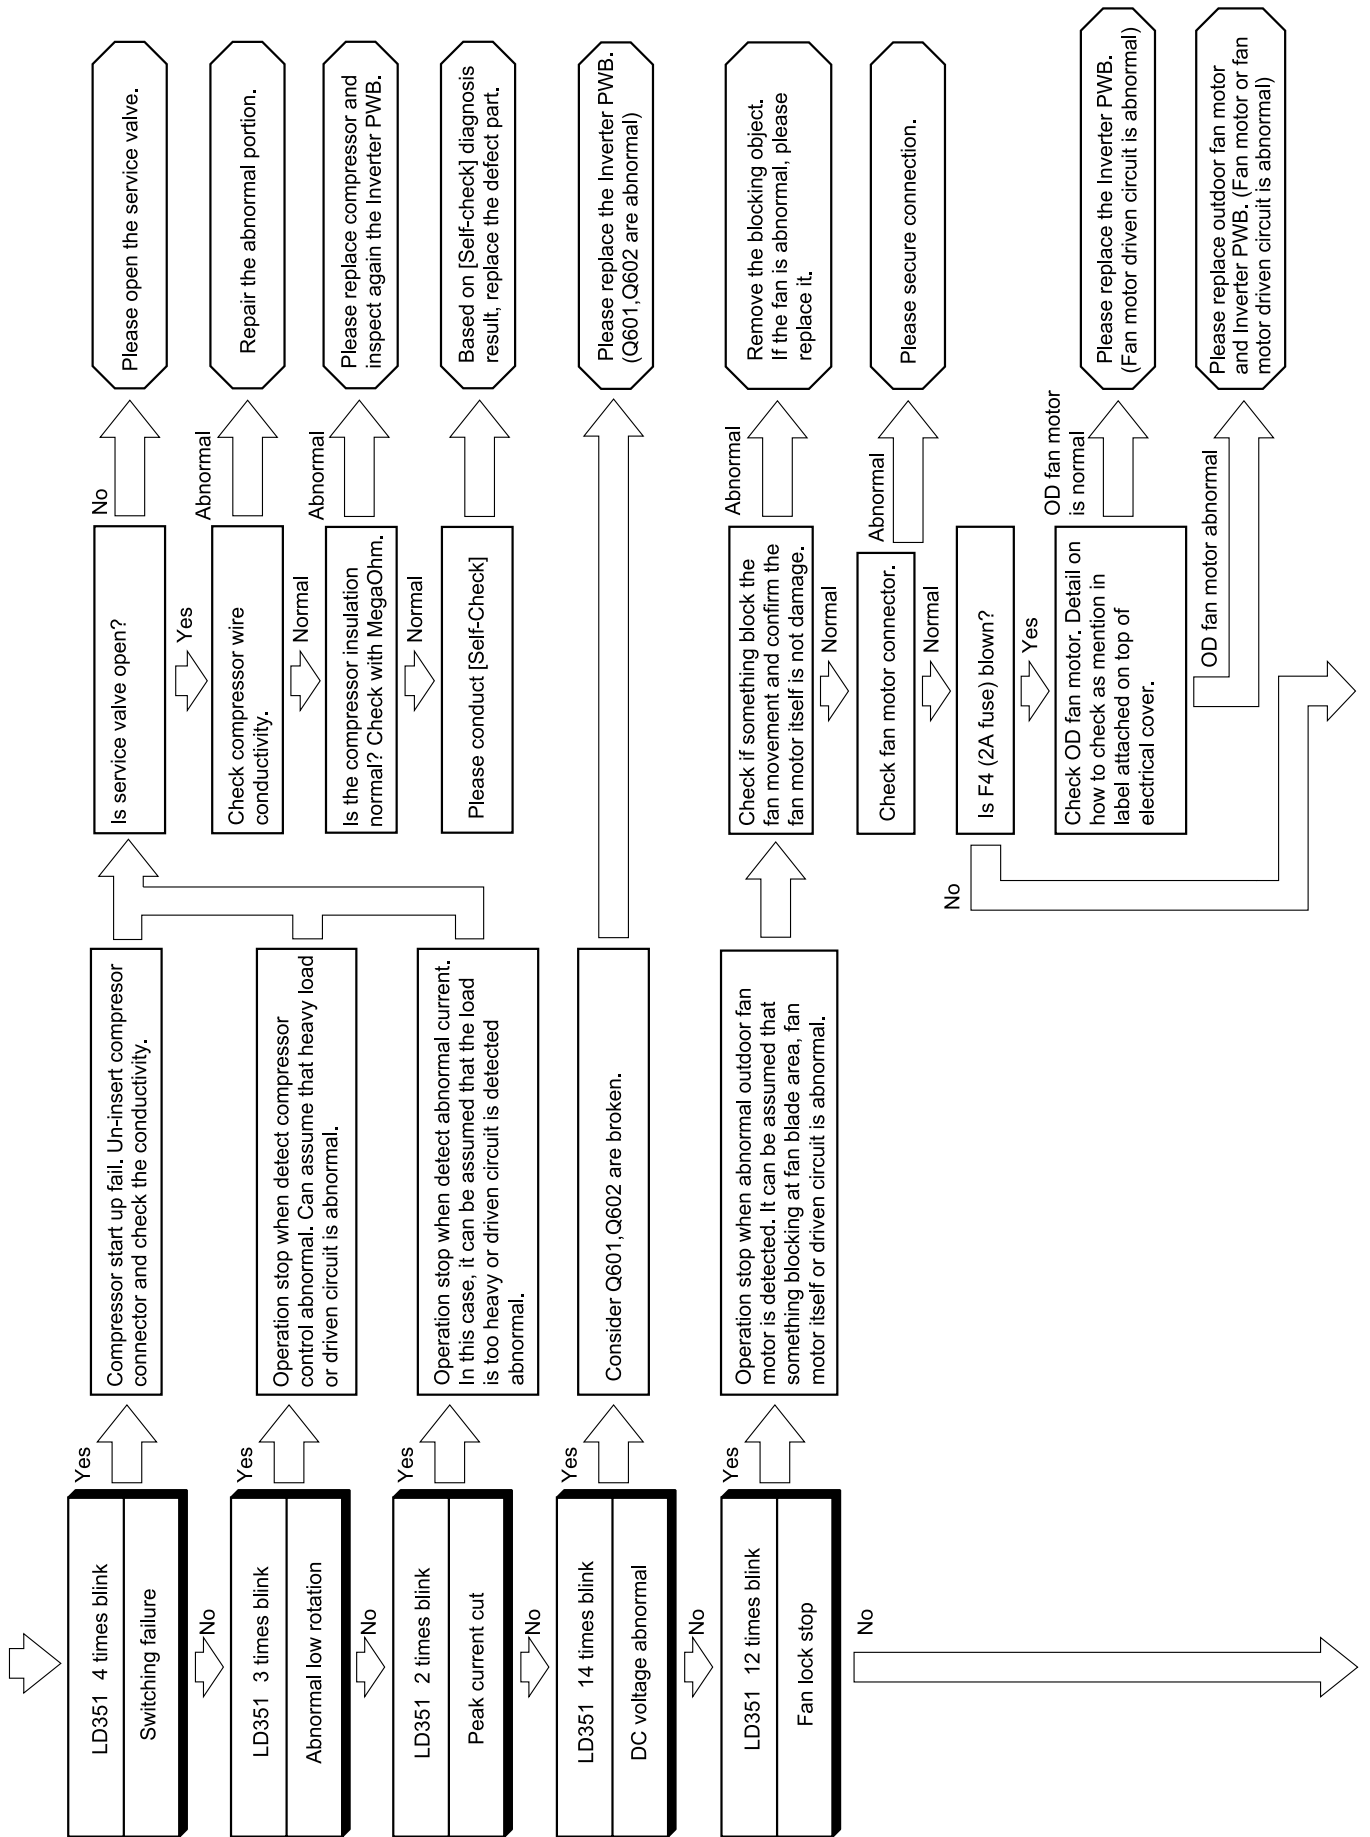 LD351  4 times blink
Switching failure
Yes
Compressor start up fail. Un-insert compresor
connector and check the conductivity.
Is service valve open?
No
Please open the service valve.
Yes
Check compressor wire
conductivity.
Abnormal
Repair the abnormal portion.
Normal
Is the compressor insulation
normal? Check with MegaOhm.
Abnormal
Please replace compressor and
inspect again the Inverter PWB.
Normal
Please conduct [Self-Check]
Based on [Self-check] diagnosis
result, replace the defect part.
No
LD351  3 times blink
Abnormal low rotation
Yes
Operation stop when detect compressor
control abnormal. Can assume that heavy load
or driven circuit is abnormal.
No
LD351  2 times blink
Peak current cut
Yes
Operation stop when detect abnormal current.
In this case, it can be assumed that the load
is too heavy or driven circuit is detected
abnormal.
No
LD351  14 times blink
DC voltage abnormal
Yes
Consider Q601,Q602 are broken.
Please replace the Inverter PWB.
(Q601,Q602 are abnormal)
No
LD351  12 times blink
Fan lock stop
Yes
Operation stop when abnormal outdoor fan
motor is detected. It can be assumed that
something blocking at fan blade area, fan
motor itself or driven circuit is abnormal.
Check if something block the
fan movement and confirm the
fan motor itself is not damage.
Abnormal
Remove the blocking object.
If the fan is abnormal, please
replace it.
Normal
Check fan motor connector.
Abnormal
Please secure connection.
Normal
Is F4 (2A fuse) blown?
No
Yes
Check OD fan motor. Detail on
how to check as mention in
label attached on top of
electrical cover.
OD fan motor
is normal
Please replace the Inverter PWB.
(Fan motor driven circuit is abnormal)
OD fan motor abnormal
Please replace outdoor fan motor
and Inverter PWB. (Fan motor or fan
motor driven circuit is abnormal)
No